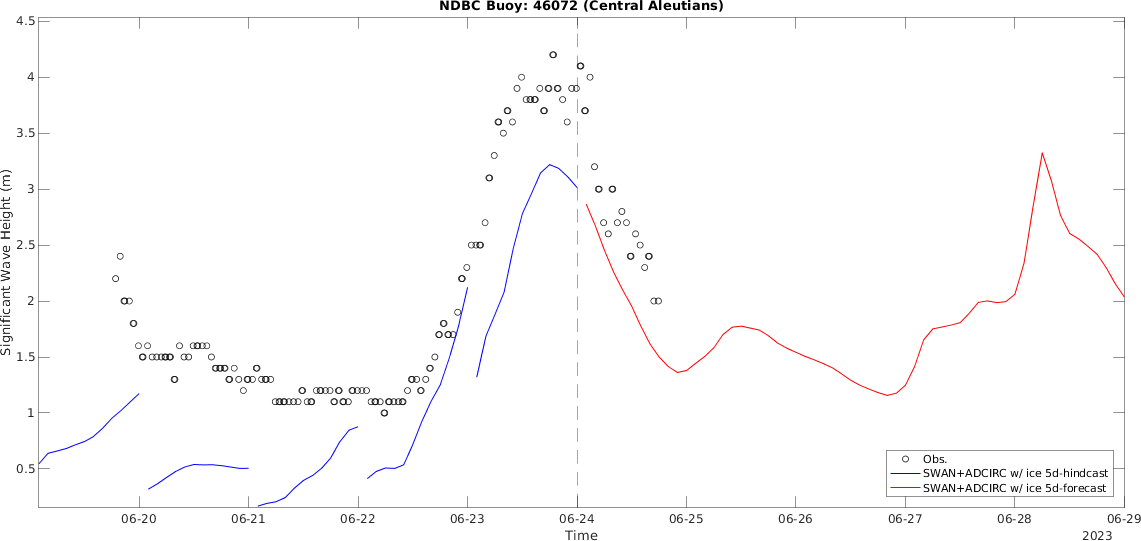 NDBC Buoy: 46072 (Central Aleutians)
Significant Wave Height (m)
4.5
4
3.5
3
2.5
2
1.5
1
0.5
Obs.
SWAN+ADCIRC w/ ice 5d-hindcast
SWAN+ADCIRC w/ ice 5d-forecast
06-20 06-21 06-22 06-23 06-24 06-25 06-26 06-27 06-28 06-29
Time
2023